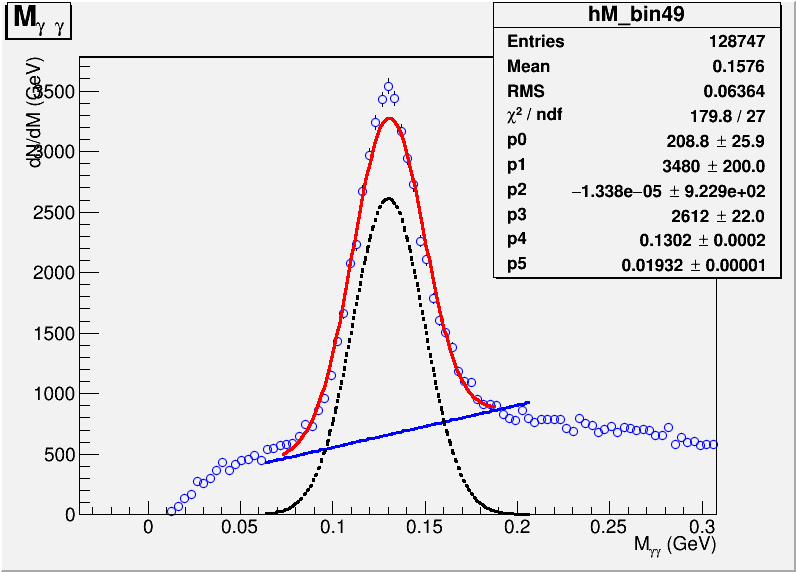 M γ γ
hM_bin49
Entries 128747
Mean 0.1576
RMS 0.06364
χ² / ndf 179.8 / 27
p0 208.8 ± 25.9
p1 3480 ± 200.0
p2 −1.338e−05 ± 9.229e+02
p3 2612 ± 22.0
p4 0.1302 ± 0.0002
p5 0.01932 ± 0.00001
dN/dM (GeV)
3500
3000
2500
2000
1500
1000
500
0
0 0.05 0.1 0.15 0.2 0.25 0.3
Mγγ (GeV)